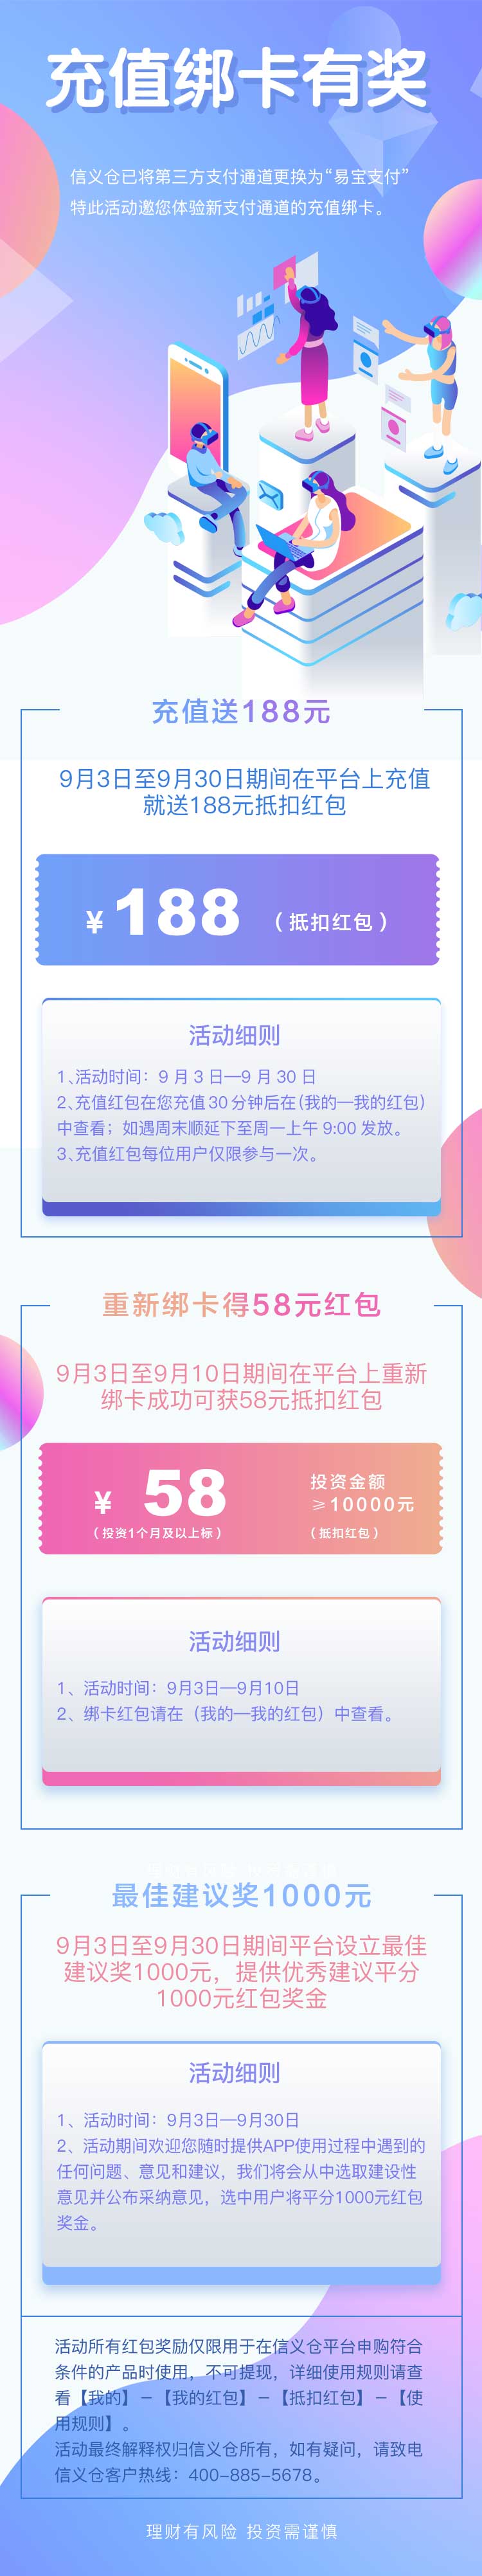 充值绑卡有奖
信义仓已将第三方支付通道更换为“易宝支付”
特此活动邀您体验新支付通道的充值绑卡。
充值送188元
9月3日至9月30日期间在平台上充值
就送188元抵扣红包
¥ 188 （抵扣红包）
活动细则
1、活动时间：9 月 3 日—9 月 30 日
2、充值红包在您充值 30 分钟后在（我的—我的红包）
中查看；如遇周末顺延下至周一上午 9:00 发放。
3、充值红包每位用户仅限参与一次。
重新绑卡得58元红包
9月3日至9月10日期间在平台上重新
绑卡成功可获58元抵扣红包
¥ 58
（投资1个月及以上标）
投资金额
≥10000元
（抵扣红包）
活动细则
1、活动时间：9月3日—9月10日
2、绑卡红包请在（我的—我的红包）中查看。
最佳建议奖1000元
9月3日至9月30日期间平台设立最佳
建议奖1000元，提供优秀建议平分
1000元红包奖金
活动细则
1、活动时间：9月3日—9月30日
2、活动期间欢迎您随时提供APP使用过程中遇到的
任何问题、意见和建议，我们将会从中选取建设性
意见并公布采纳意见，选中用户将平分1000元红包
奖金。
活动所有红包奖励仅限用于在信义仓平台申购符合
条件的产品时使用，不可提现，详细使用规则请查
看【我的】－【我的红包】－【抵扣红包】－【使
用规则】。
活动最终解释权归信义仓所有，如有疑问，请致电
信义仓客户热线：400–885–5678。
理财有风险 投资需谨慎